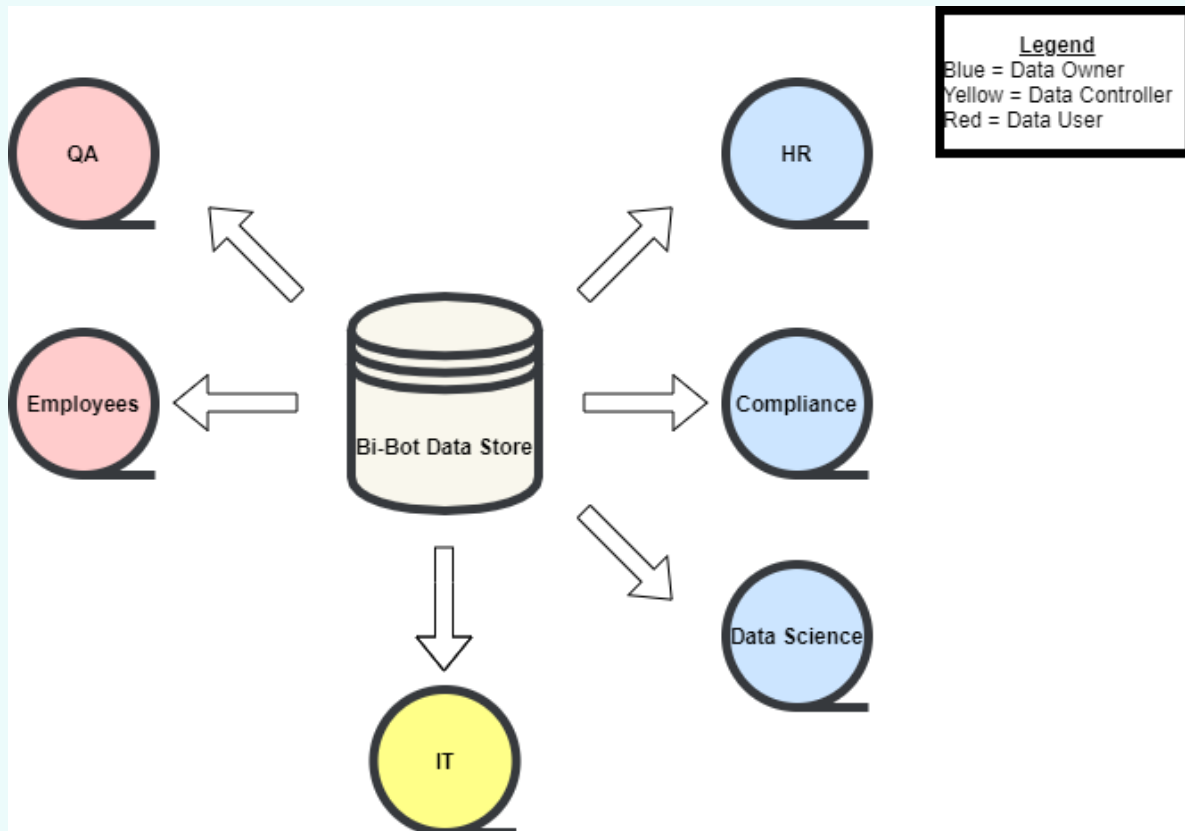 Legend
Blue = Data Owner
Yellow = Data Controller
Red = Data User
QA
HR
Employees
Bi-Bot Data Store
Compliance
Data Science
IT